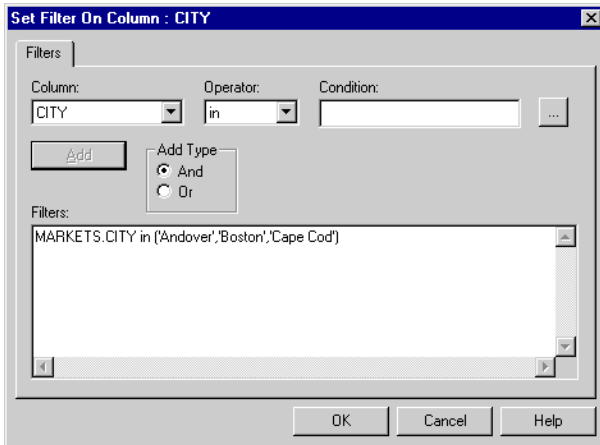 Set Filter On Column : CITY
Filters
Column: Operator: Condition:
CITY in ...
Add Add Type
And
Or
Filters:
MARKETS.CITY in ('Andover','Boston','Cape Cod')
OK Cancel Help